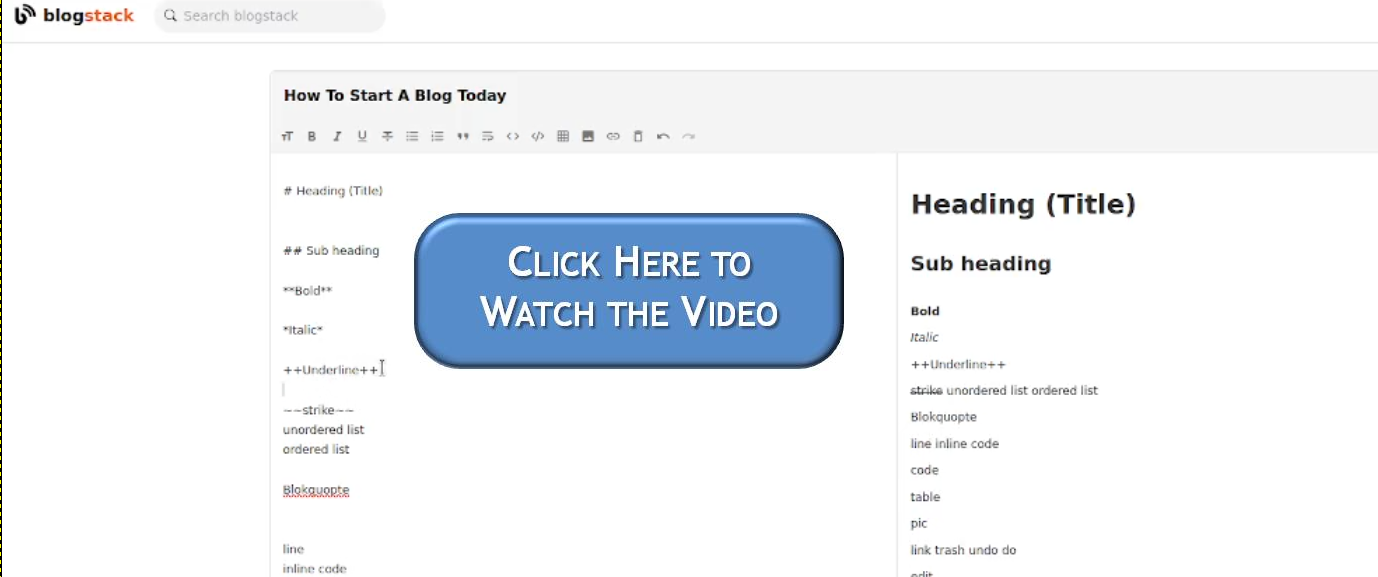 blogstack
Search blogstack
How To Start A Blog Today
# Heading (Title)
## Sub heading
**Bold**
*Italic*
++Underline++
~~strike~~
unordered list
ordered list
Blokquopte
line
inline code
Click Here to
Watch the Video
Heading (Title)
Sub heading
Bold
Italic
++Underline++
strike unordered list ordered list
Blokquopte
line inline code
code
table
pic
link trash undo do
edit